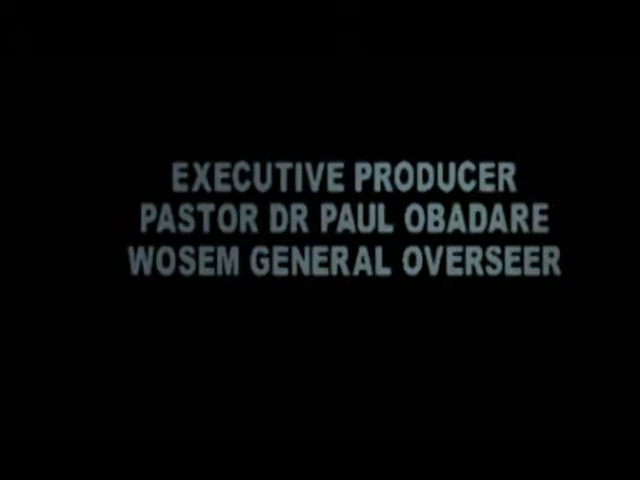 EXECUTIVE PRODUCER
PASTOR DR PAUL OBADARE
WOSEM GENERAL OVERSEER